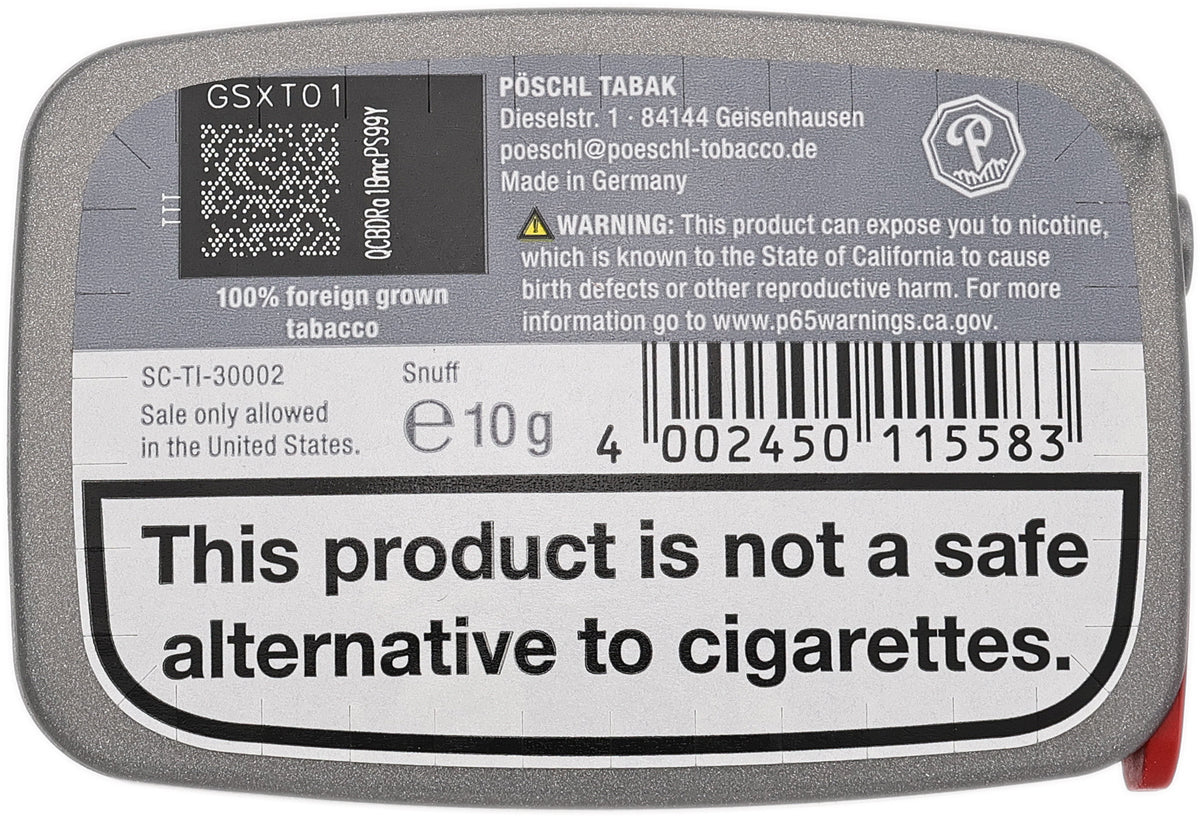 GSXT01
QCBDRa1BmcPS99Y
TTT
100% foreign grown
tobacco
PÖSCHL TABAK
Dieselstr. 1 · 84144 Geisenhausen
poeschl@poeschl-tobacco.de
Made in Germany
P
WARNING: This product can expose you to nicotine,
which is known to the State of California to cause
birth defects or other reproductive harm. For more
information go to www.p65warnings.ca.gov.
SC-TI-30002
Sale only allowed
in the United States.
Snuff
℮ 10 g
4 002450 115583
This product is not a safe
alternative to cigarettes.